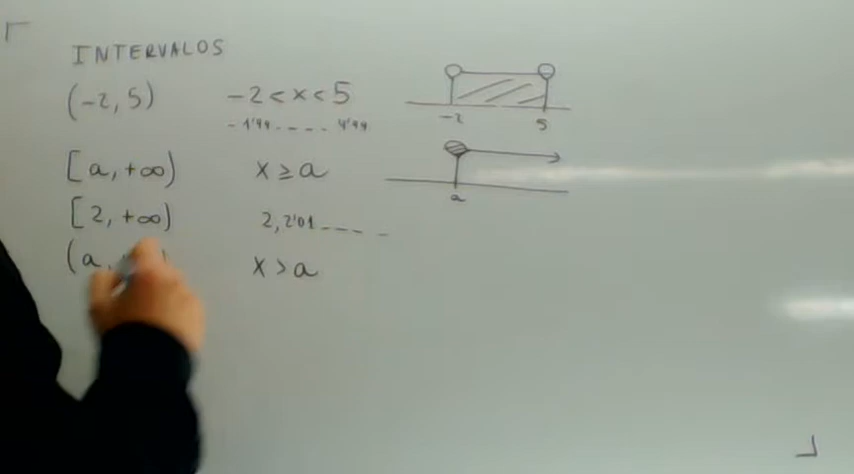 INTERVALOS
(-2, 5) -2 < x < 5
-1'99.... 4'99
-2 5
[a, +∞) x ≥ a
a
[2, +∞) 2, 2'01 _ _ _ _
(a, x > a